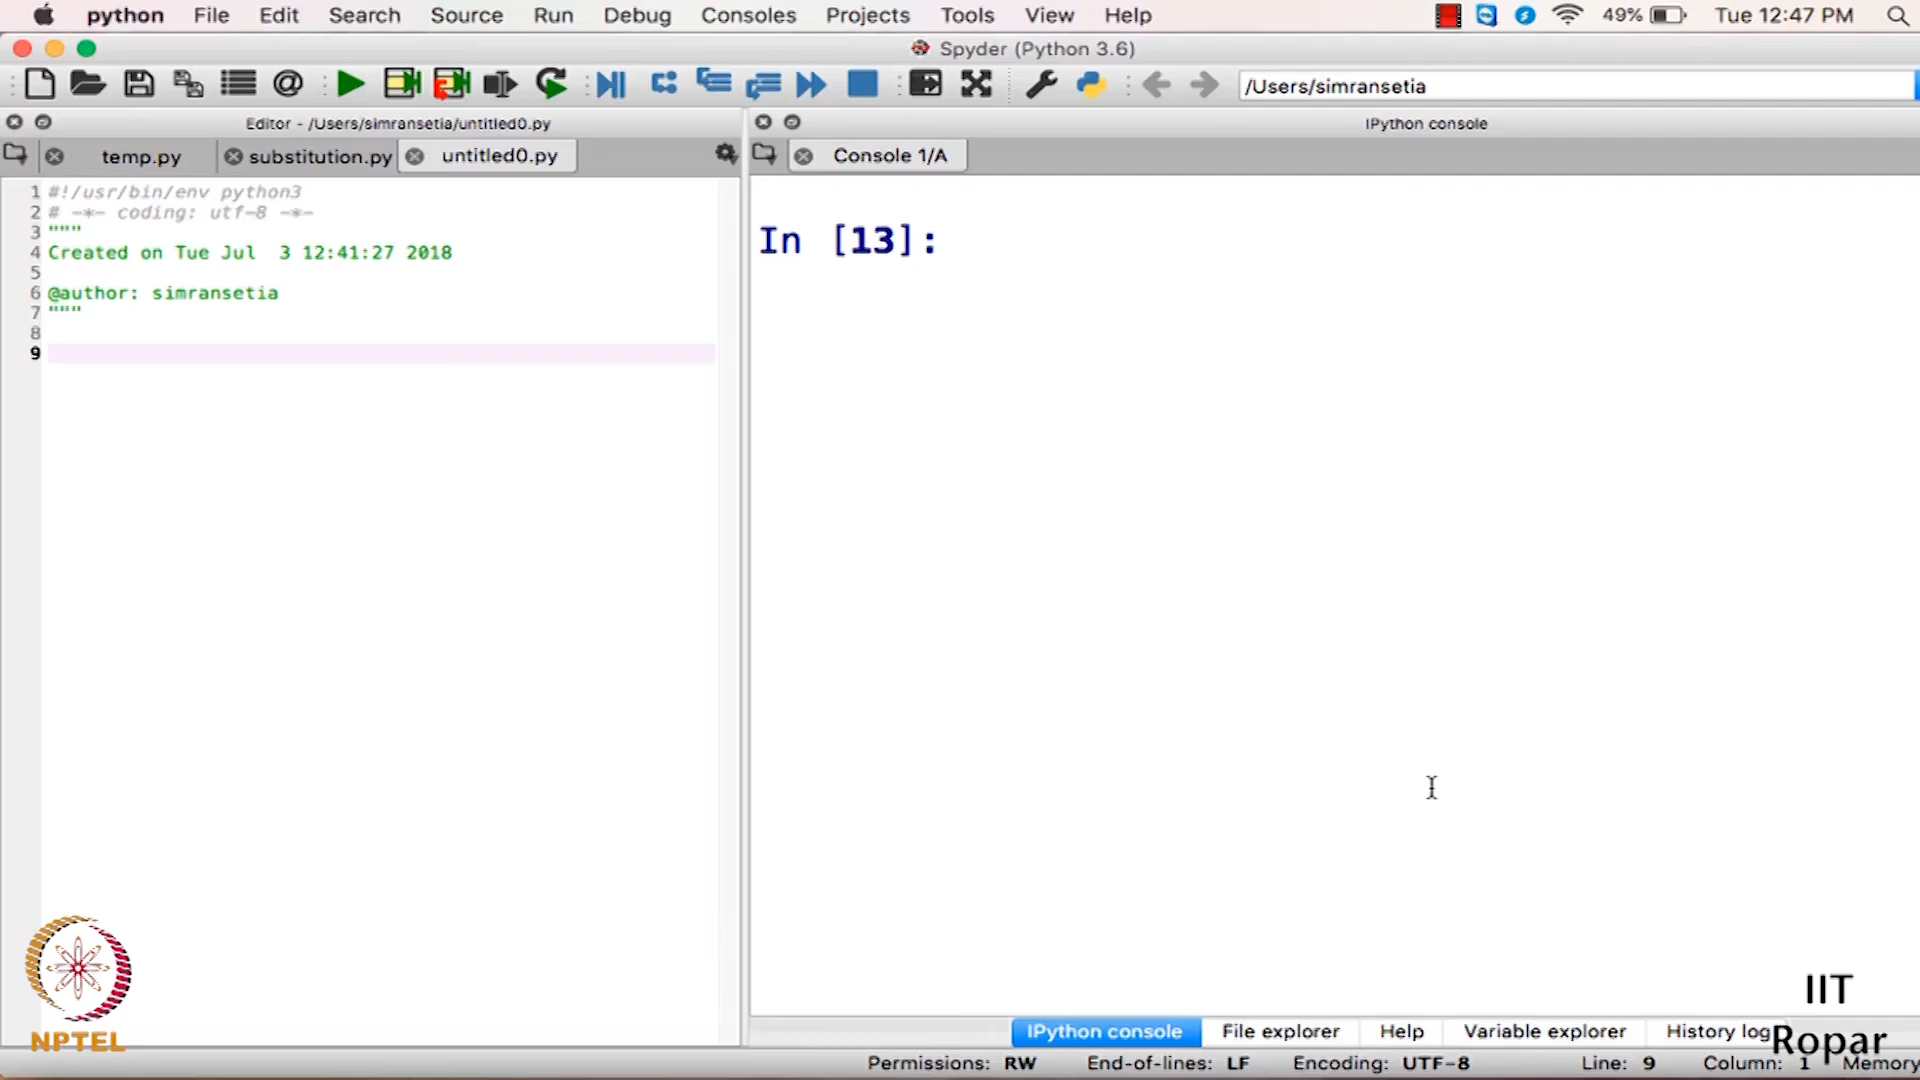 python File Edit Search Source Run Debug Consoles Projects Tools View Help 49% Tue 12:47 PM
Spyder (Python 3.6)
/Users/simransetia
Editor - /Users/simransetia/untitled0.py
IPython console
temp.py substitution.py untitled0.py
Console 1/A
1 #!/usr/bin/env python3
2 # -*- coding: utf-8 -*-
3 """
4 Created on Tue Jul  3 12:41:27 2018
5
6 @author: simransetia
7 """
8
9
In [13]:
NPTEL
IIT
Ropar
IPython console File explorer Help Variable explorer History log
Permissions: RW End-of-lines: LF Encoding: UTF-8 Line: 9 Column: 1 Memory